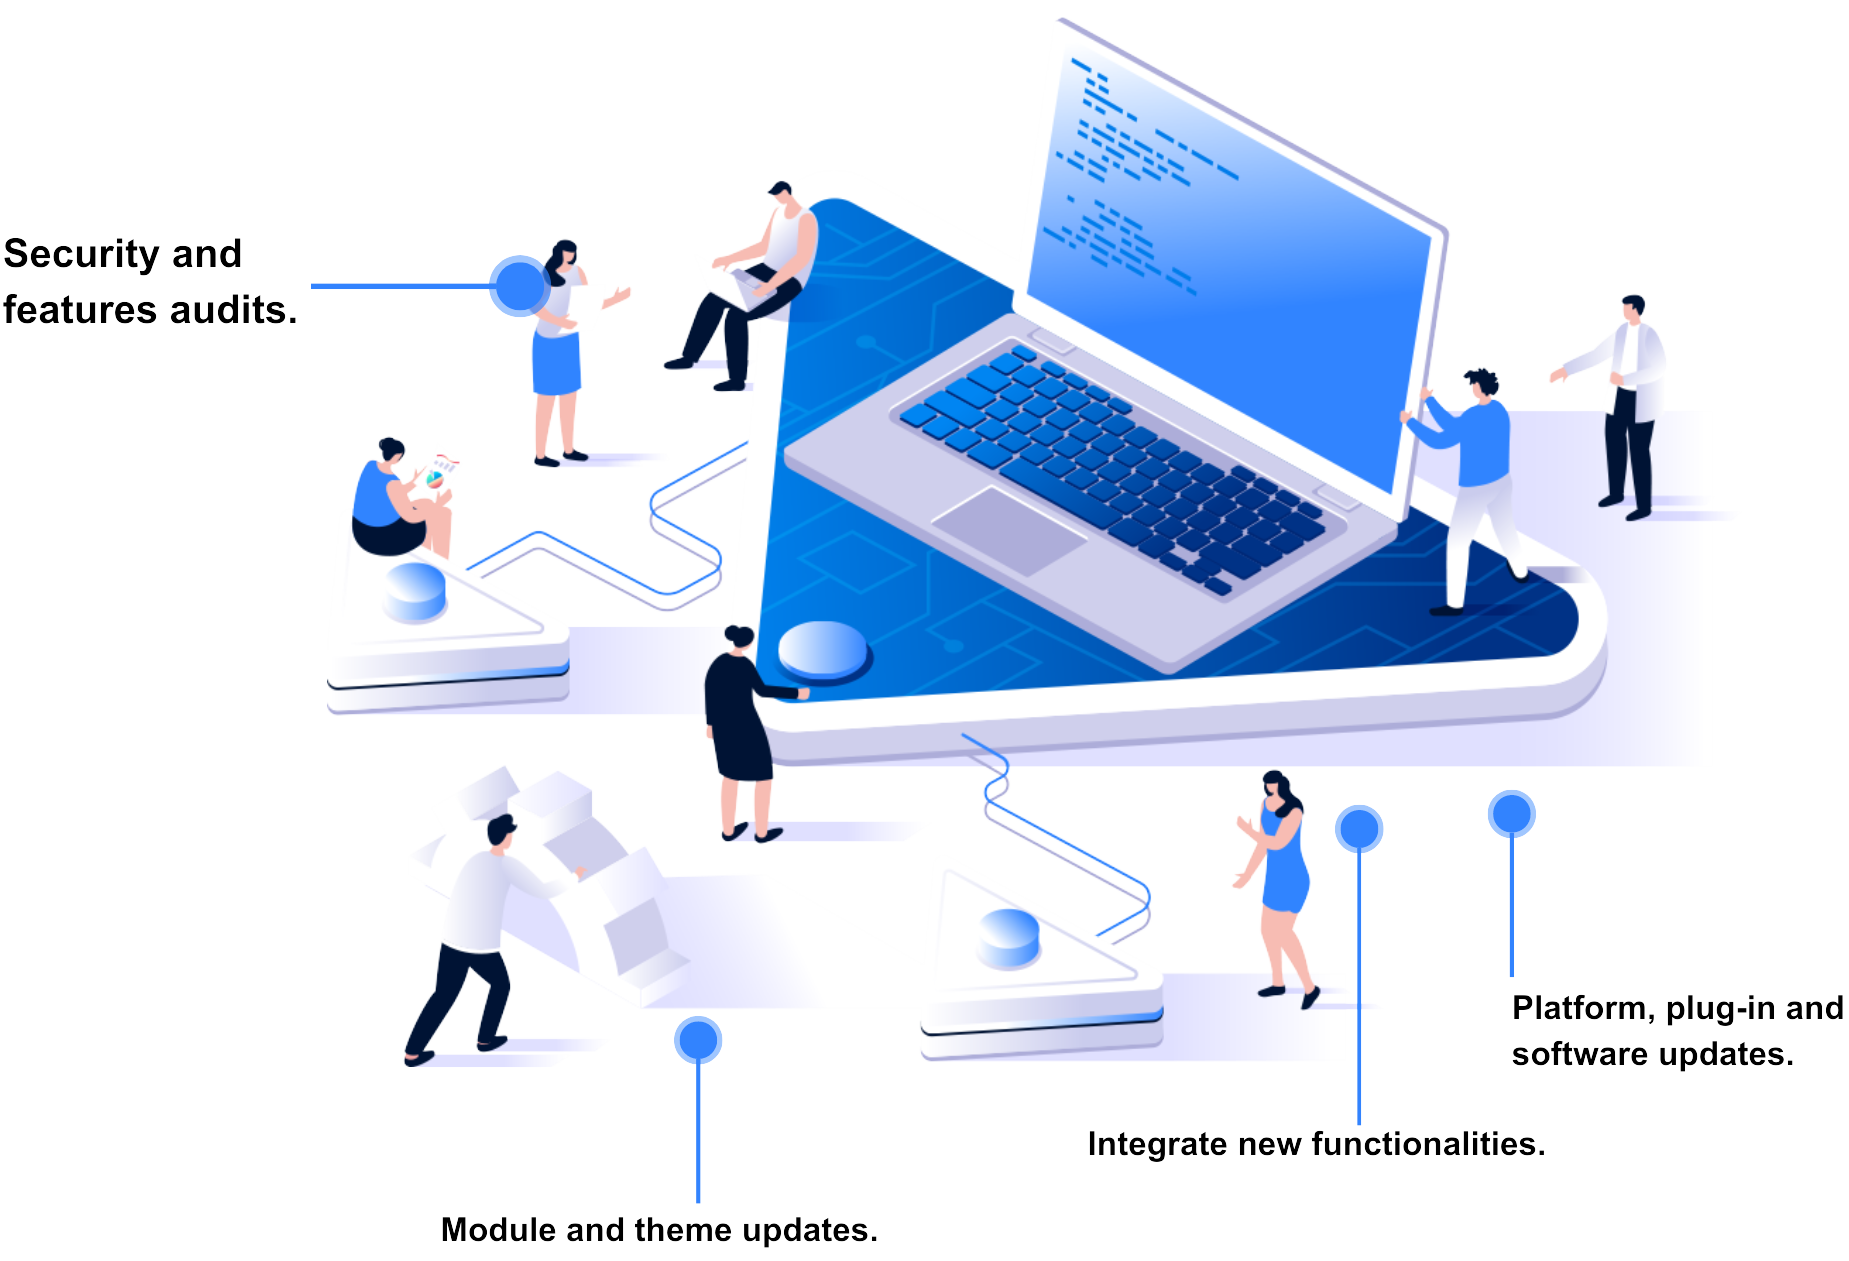 Security and
features audits.
Platform, plug-in and
software updates.
Integrate new functionalities.
Module and theme updates.